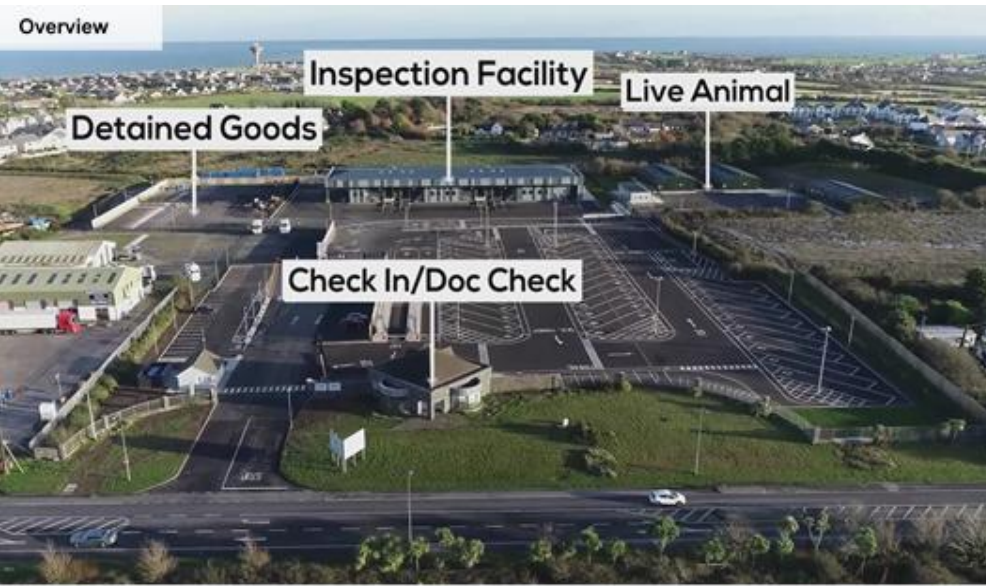 Overview
Inspection Facility
Live Animal
Detained Goods
Check In/Doc Check